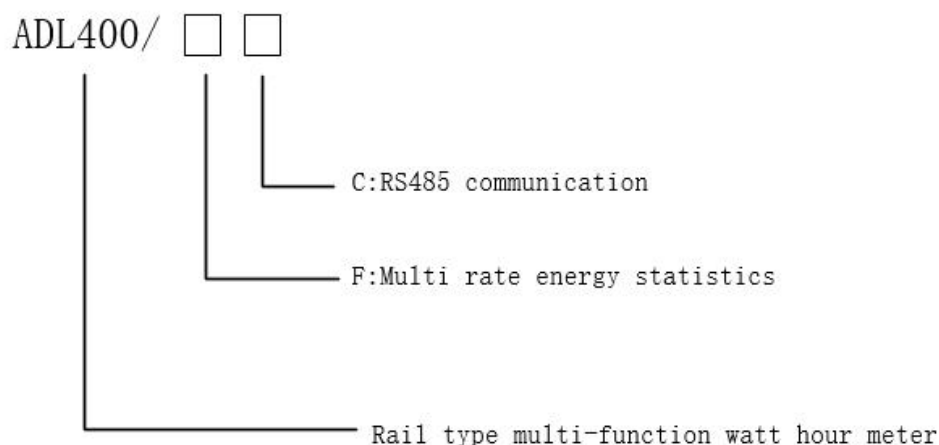 ADL400/
C:RS485 communication
F:Multi rate energy statistics
Rail type multi-function watt hour meter